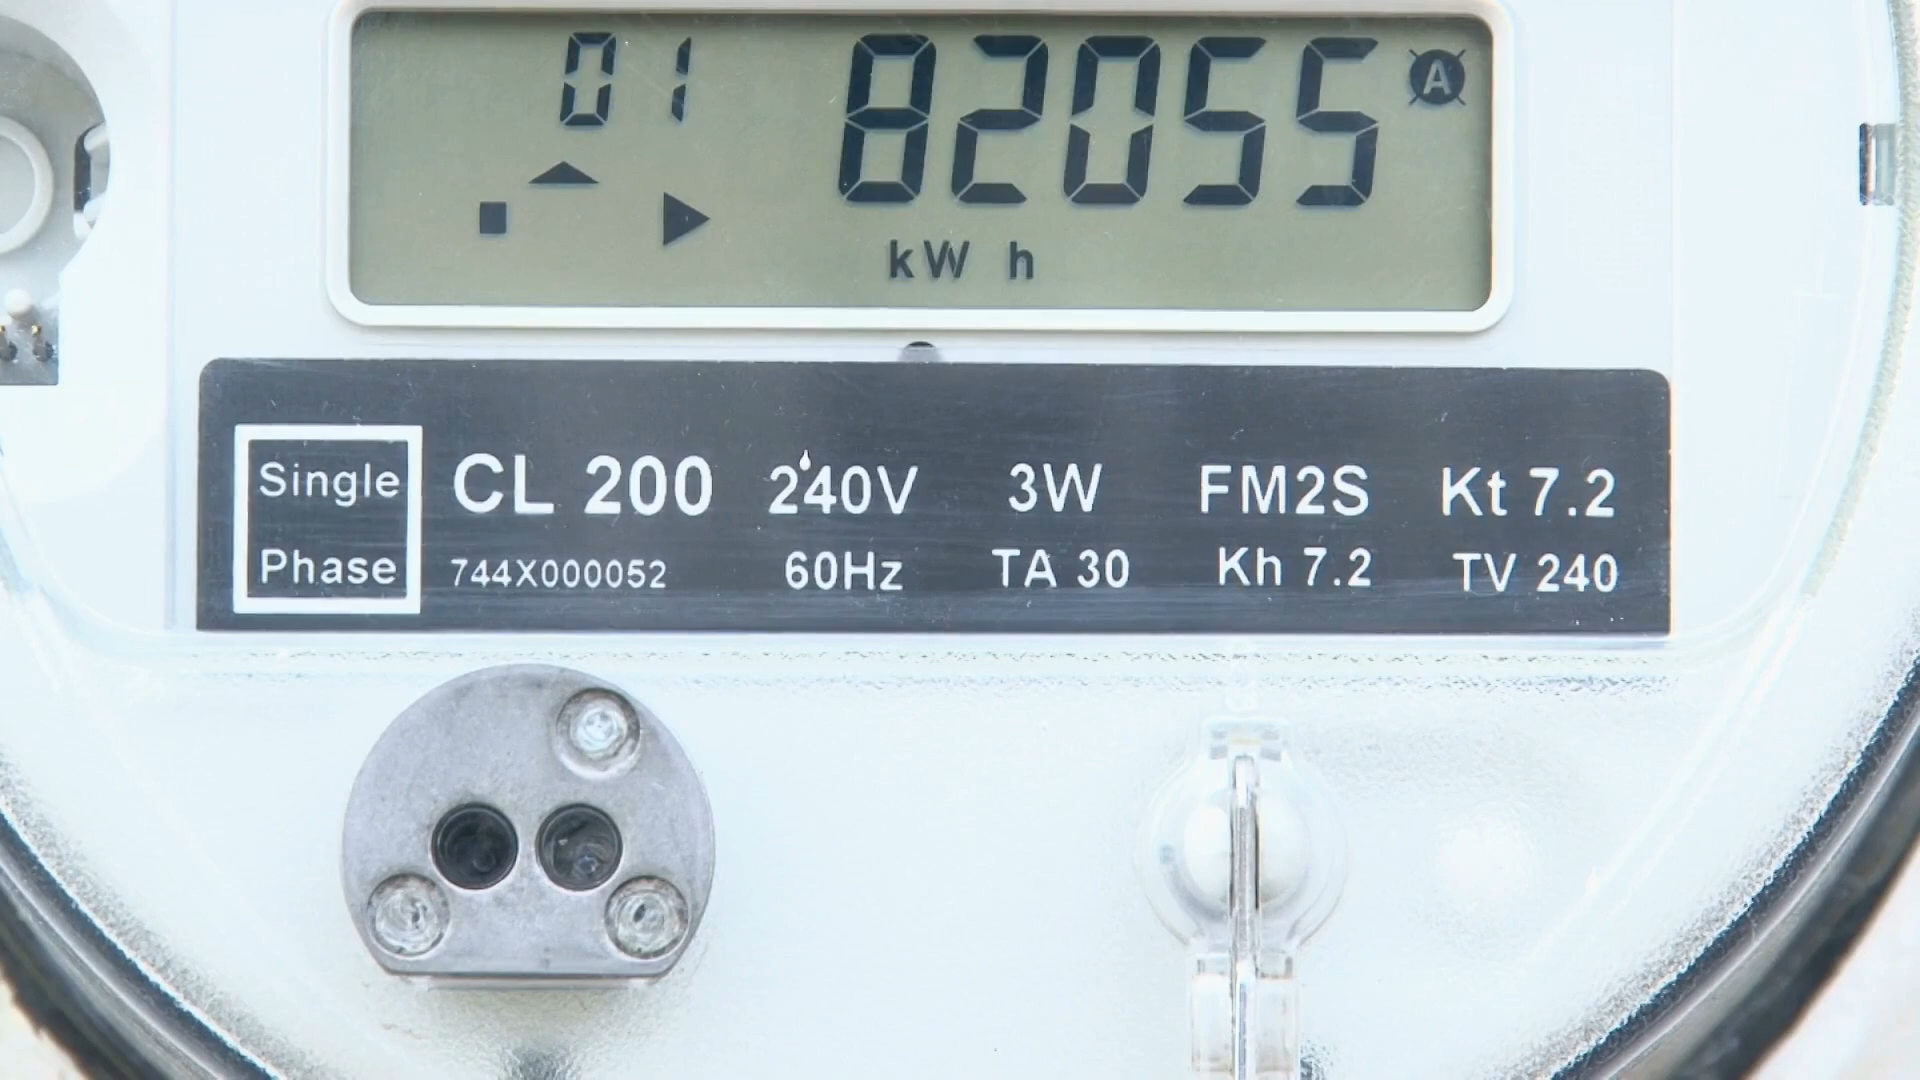 01 82055 A
kW h
Single Phase
CL 200 240V 3W FM2S Kt 7.2
744X000052 60Hz TA 30 Kh 7.2 TV 240